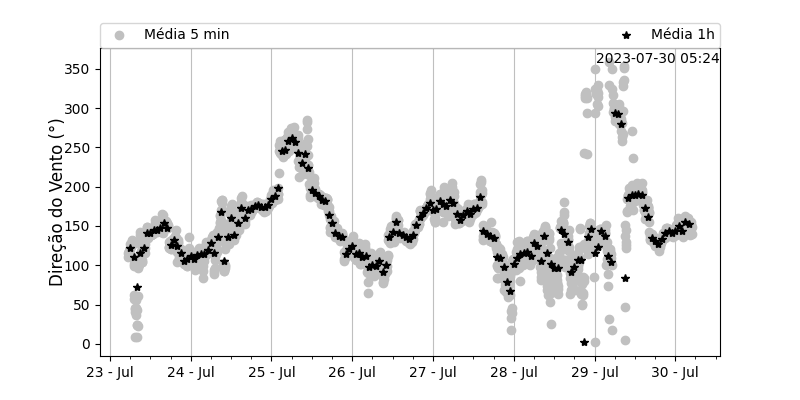 Média 5 min
Média 1h
2023-07-30 05:24
Direção do Vento (°)
350
300
250
200
150
100
50
0
23 - Jul
24 - Jul
25 - Jul
26 - Jul
27 - Jul
28 - Jul
29 - Jul
30 - Jul